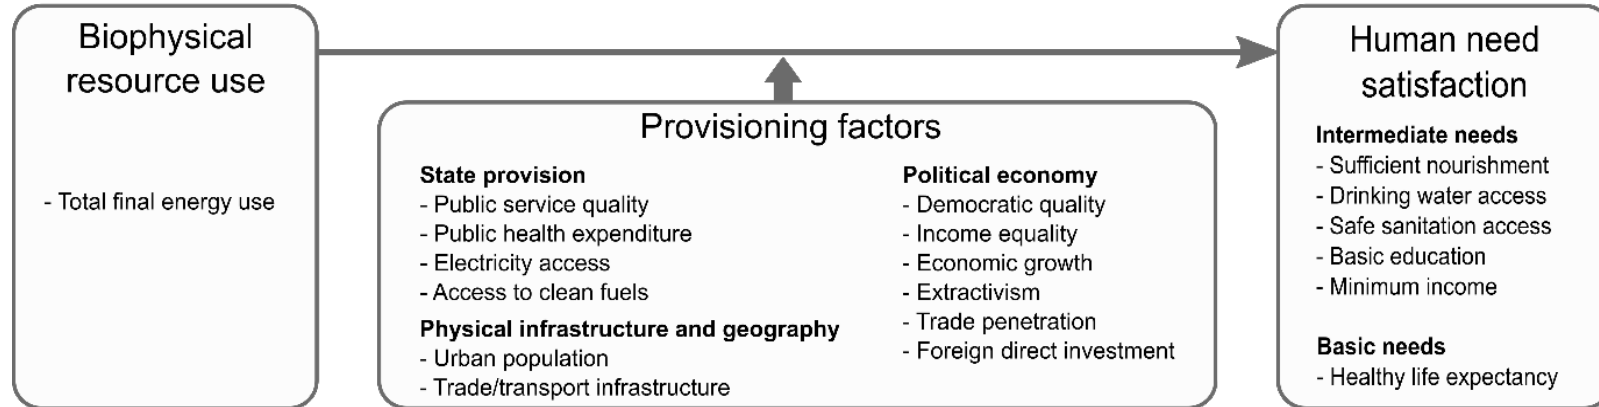 Biophysical
resource use
- Total final energy use
Provisioning factors
State provision
- Public service quality
- Public health expenditure
- Electricity access
- Access to clean fuels
Physical infrastructure and geography
- Urban population
- Trade/transport infrastructure
Political economy
- Democratic quality
- Income equality
- Economic growth
- Extractivism
- Trade penetration
- Foreign direct investment
Human need
satisfaction
Intermediate needs
- Sufficient nourishment
- Drinking water access
- Safe sanitation access
- Basic education
- Minimum income
Basic needs
- Healthy life expectancy